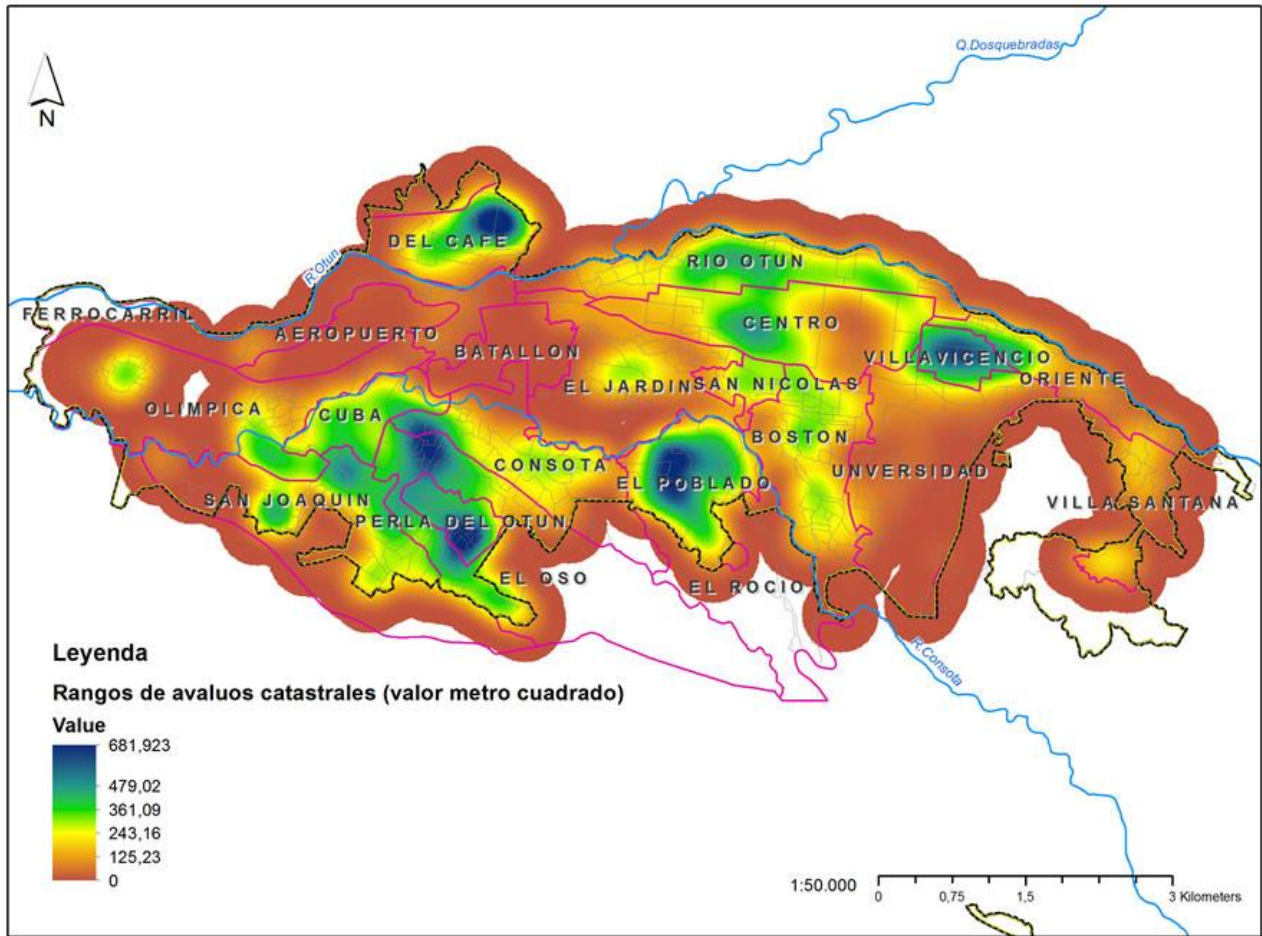 Q.Dosquebradas
N
DEL CAFE
R.Otun
RIO OTUN
FERROCARRIL
AEROPUERTO
CENTRO
BATALLON
VILLAVICENCIO
EL JARDIN
SAN NICOLAS
ORIENTE
OLIMPICA
CUBA
BOSTON
CONSOTA
UNVERSIDAD
EL POBLADO
SAN JOAQUIN
VILLA SANTANA
PERLA DEL OTUN
EL OSO
EL ROCIO
R.Consota
Leyenda
Rangos de avaluos catastrales (valor metro cuadrado)
Value
681,923
479,02
361,09
243,16
125,23
0
1:50.000
0 0,75 1,5 3 Kilometers